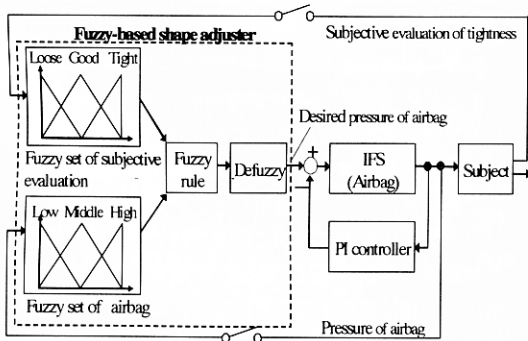 Subjective evaluation of tightness
Fuzzy-based shape adjuster
Loose Good Tight
Fuzzy set of subjective
evaluation
Desired pressure of airbag
Fuzzy
rule
Defuzzy
+
−
IFS
(Airbag)
Subject
PI controller
Low Middle High
Fuzzy set of airbag
Pressure of airbag